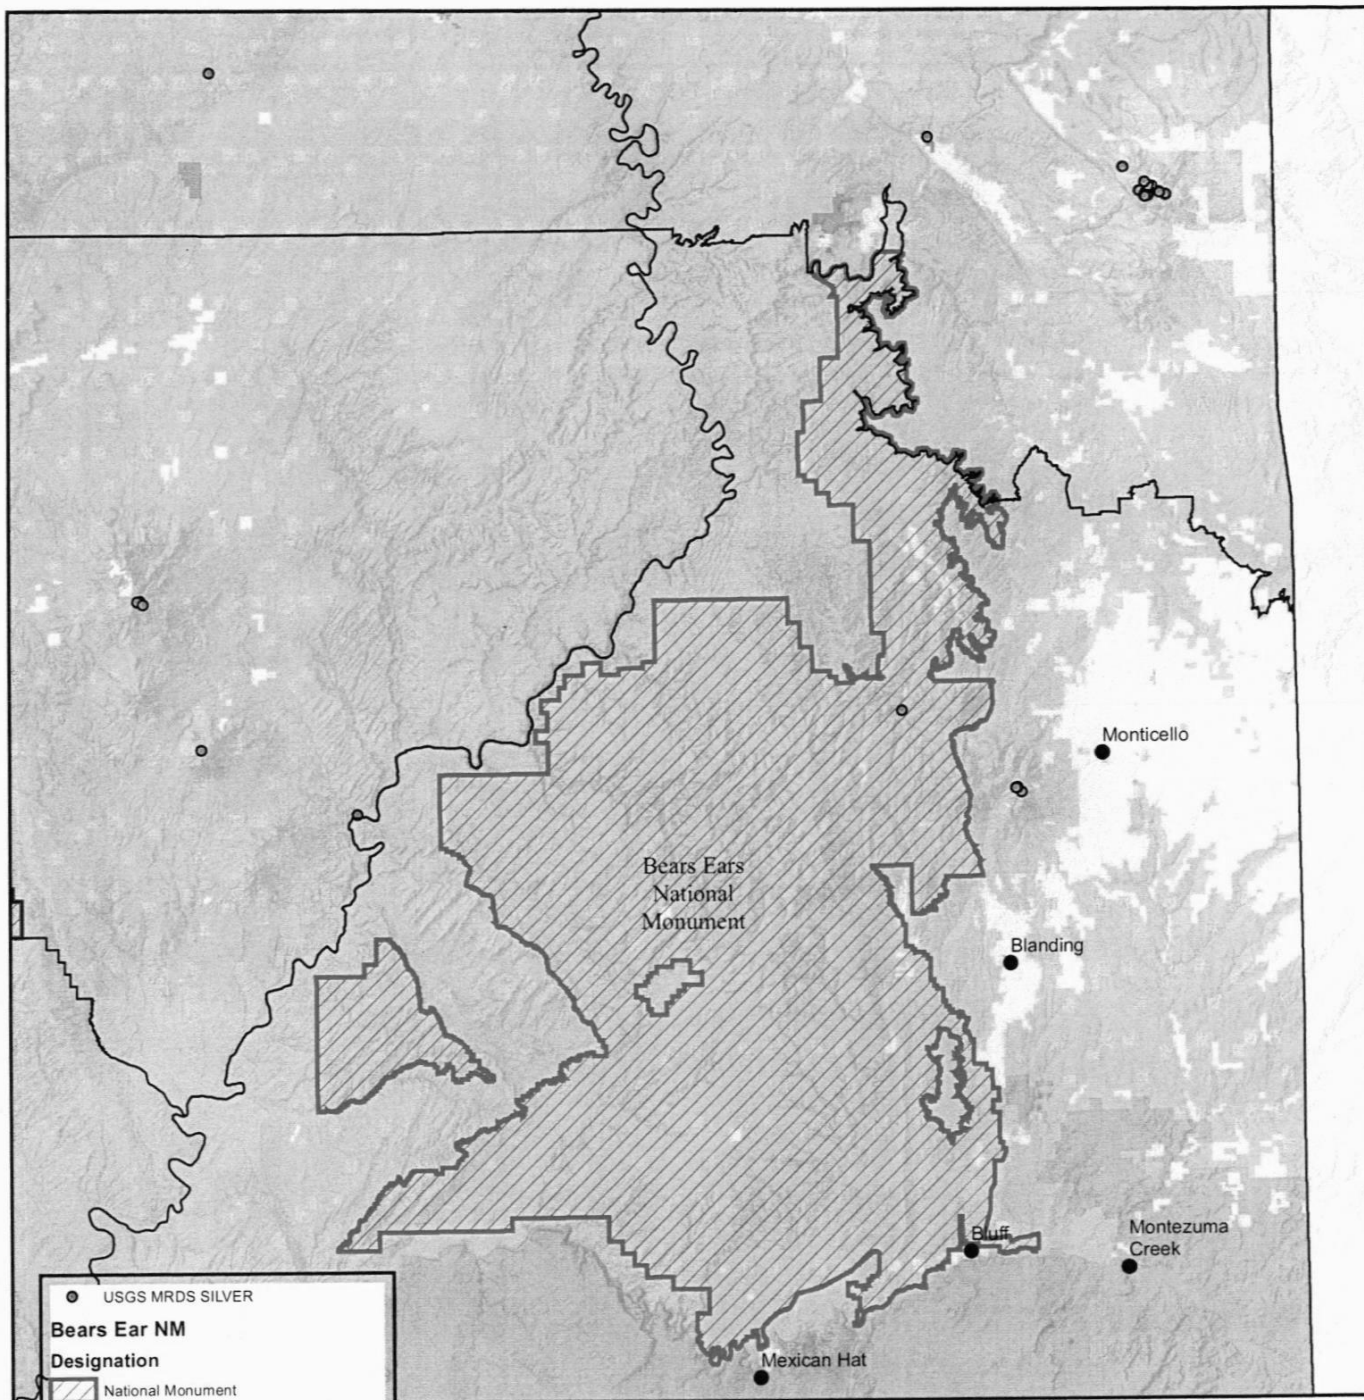 Monticello
Bears Ears
National
Monument
Blanding
Bluff
Montezuma
Creek
USGS MRDS SILVER
Bears Ear NM
Designation
National Monument
Mexican Hat